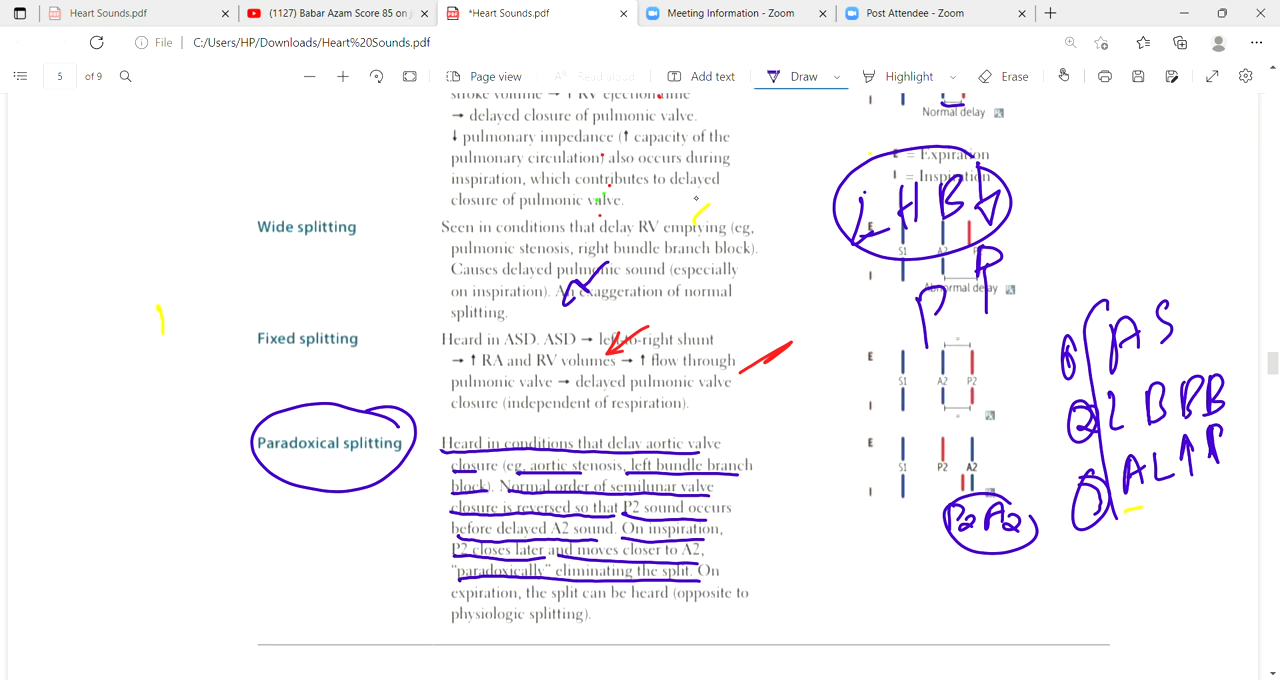 Heart Sounds.pdf
(1127) Babar Azam Score 85 on
*Heart Sounds.pdf
Meeting Information - Zoom
Post Attendee - Zoom
File
C:/Users/HP/Downloads/Heart%20Sounds.pdf
5
of 9
Page view
Read aloud
Add text
Draw
Highlight
Erase
stroke volume → ↑ RV ejection time
→ delayed closure of pulmonic valve.
↓ pulmonary impedance (↑ capacity of the
pulmonary circulation) also occurs during
inspiration, which contributes to delayed
closure of pulmonic valve.
I
Normal delay
E = Expiration
I = Inspiration
Wide splitting
Seen in conditions that delay RV emptying (eg,
pulmonic stenosis, right bundle branch block).
Causes delayed pulmonic sound (especially
on inspiration). An exaggeration of normal
splitting.
E
S1
A2
I
Abnormal delay
Fixed splitting
Heard in ASD. ASD → left-to-right shunt
→ ↑ RA and RV volumes → ↑ flow through
pulmonic valve → delayed pulmonic valve
closure (independent of respiration).
E
S1
A2
P2
I
=
=
Paradoxical splitting
Heard in conditions that delay aortic valve
closure (eg, aortic stenosis, left bundle branch
block). Normal order of semilunar valve
closure is reversed so that P2 sound occurs
before delayed A2 sound. On inspiration,
P2 closes later and moves closer to A2,
"paradoxically" eliminating the split. On
expiration, the split can be heard (opposite to
physiologic splitting).
E
S1
P2
A2
I
P2 A2
AS
2 LBBB